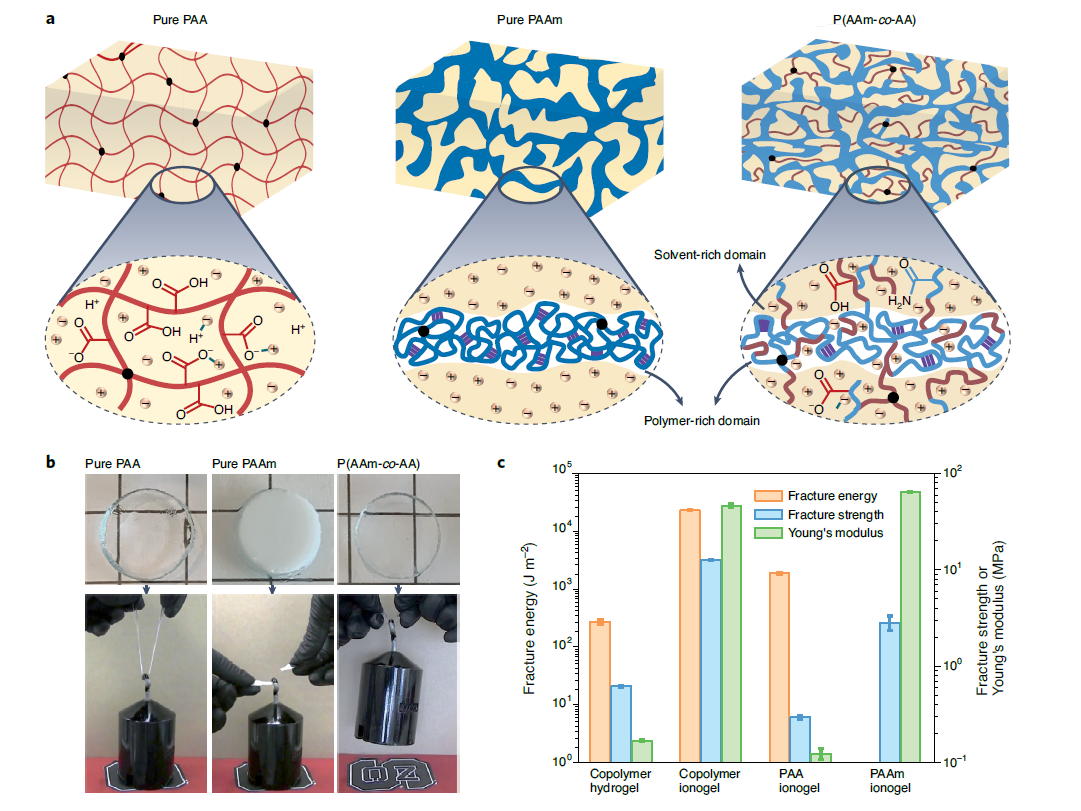 a
Pure PAA
Pure PAAm
P(AAm-co-AA)
Solvent-rich domain
O
OH
H+
O
−O
O
OH
H+
O
O−
O
O−
O
OH
H+
O
OH
O
H2N
O
−O
Polymer-rich domain
b
Pure PAA
Pure PAAm
P(AAm-co-AA)
c
Fracture energy (J m−2)
10^5
10^4
10^3
10^2
10^1
10^0
Fracture energy
Fracture strength
Young's modulus
10^2
10^1
10^0
10^−1
Fracture strength or
Young's modulus (MPa)
Copolymer
hydrogel
Copolymer
ionogel
PAA
ionogel
PAAm
ionogel